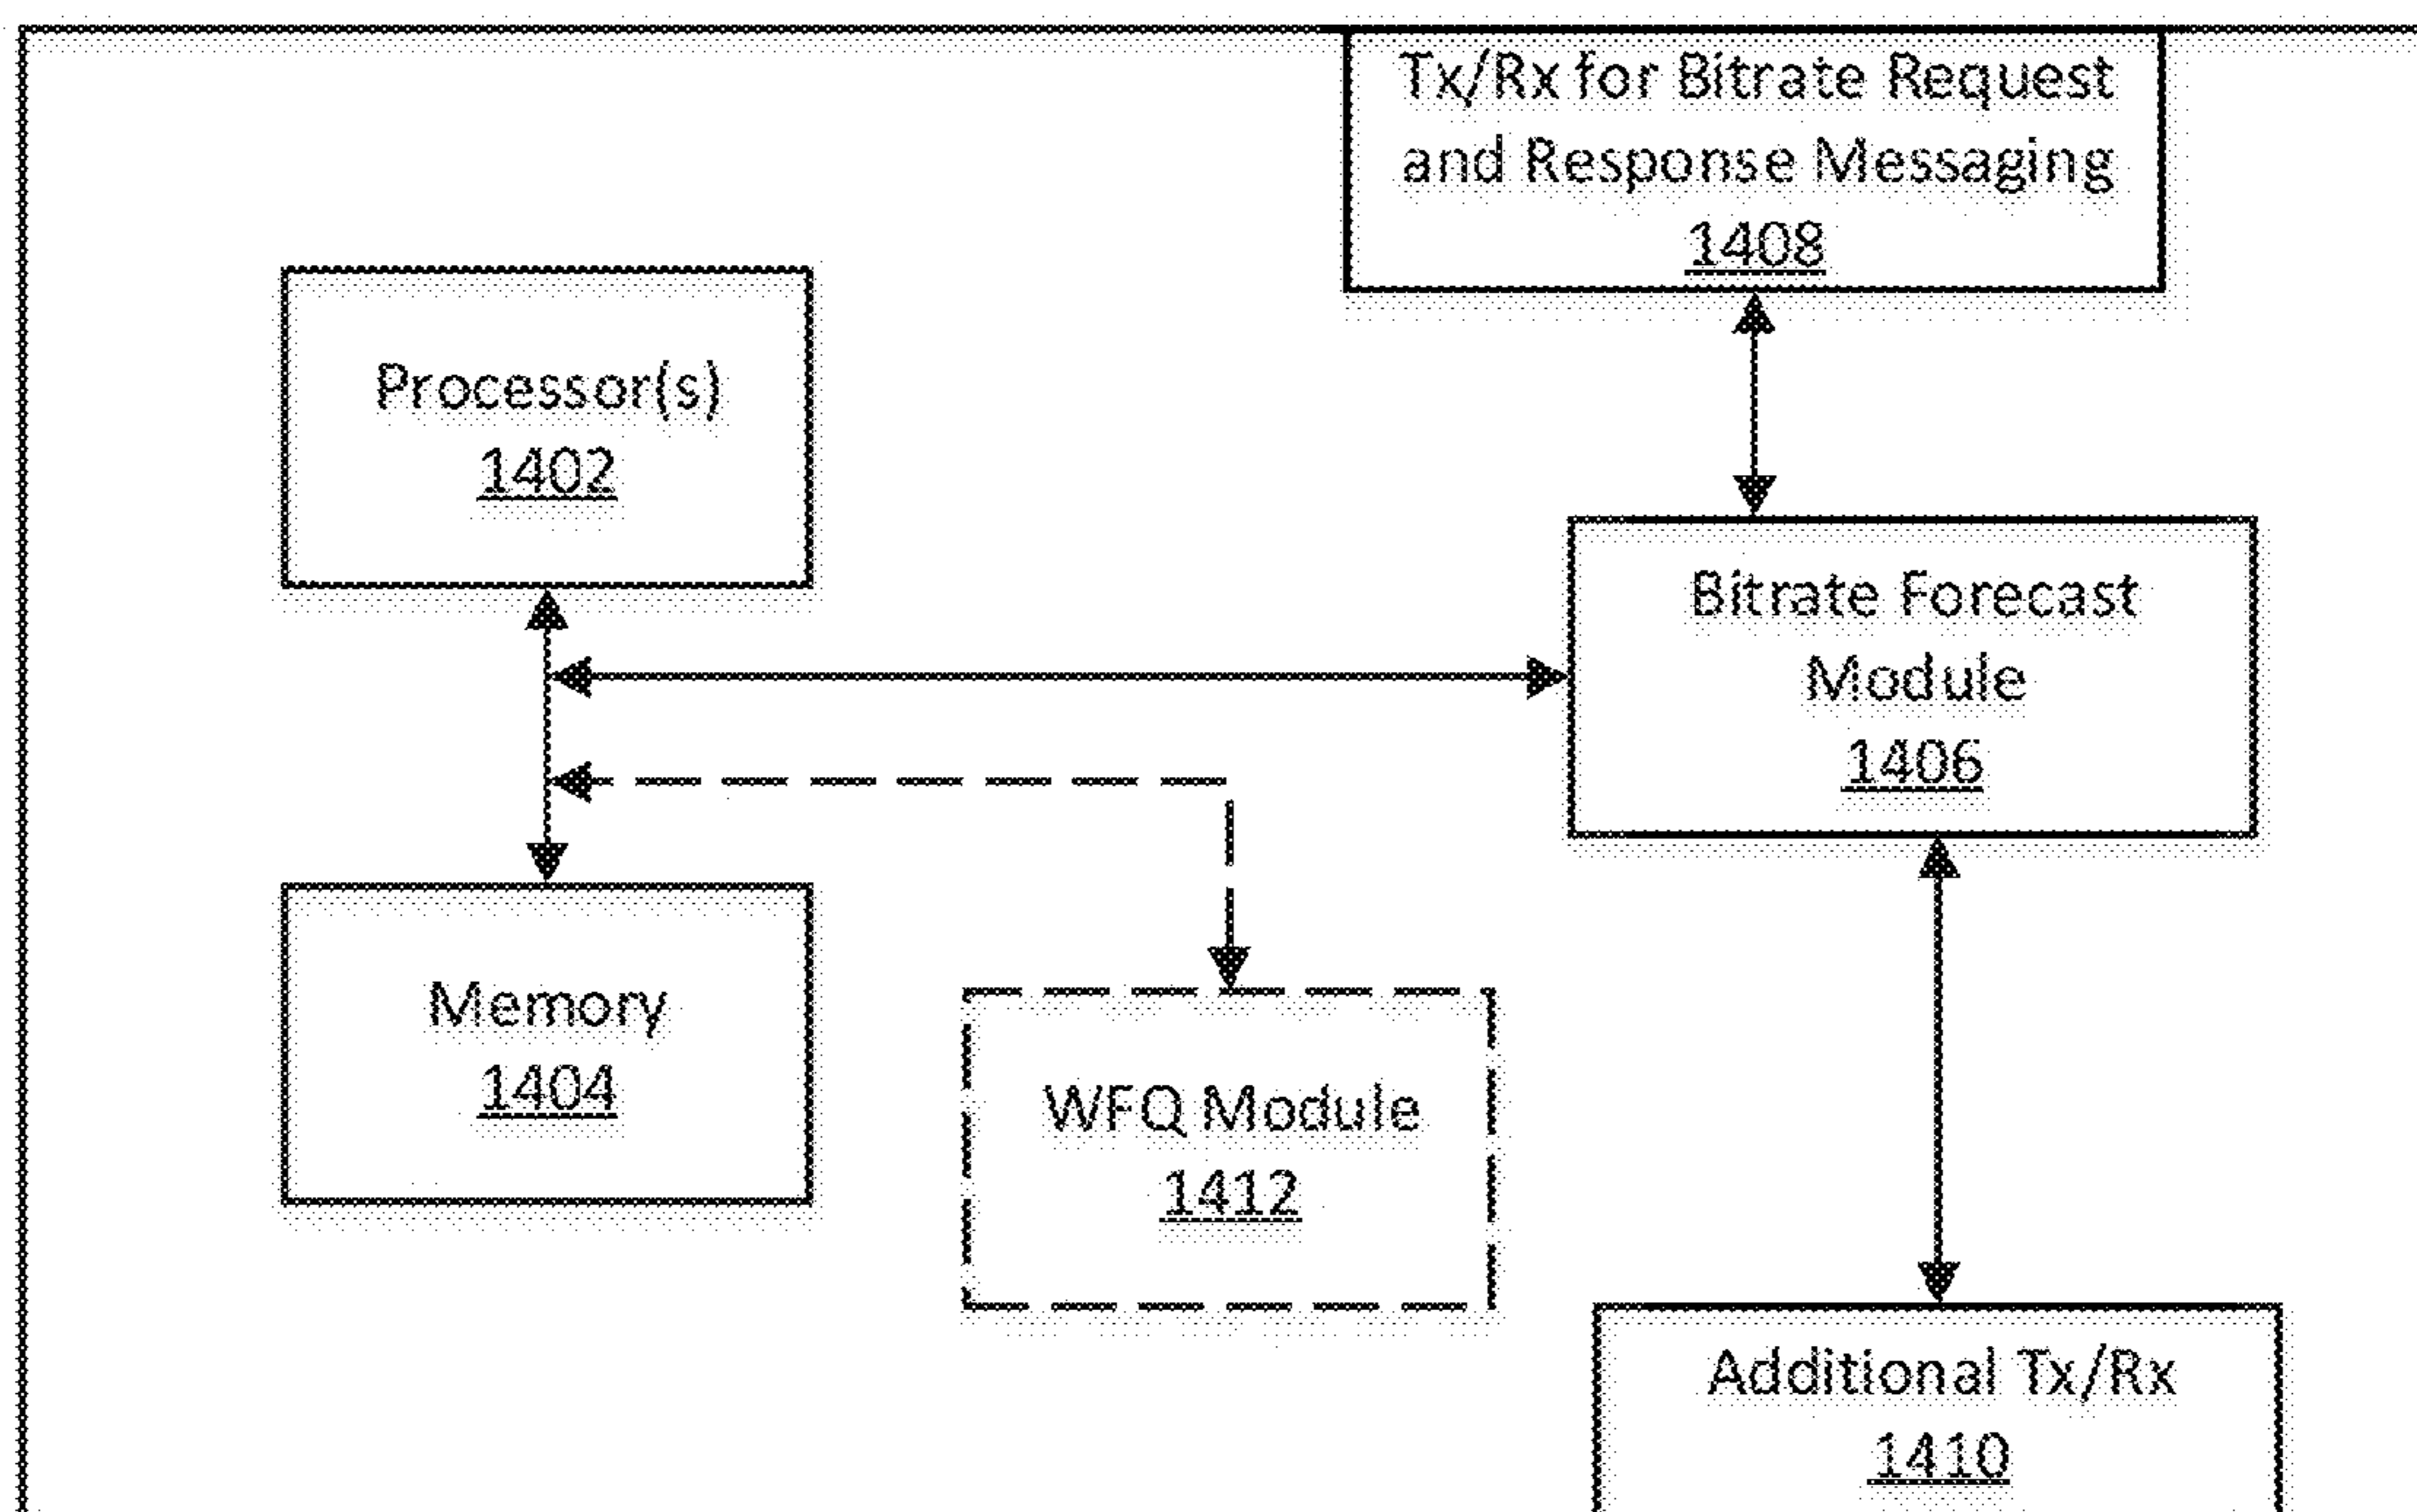 Tx/Rx for Bitrate Request
and Response Messaging
1408
Processor(s)
1402
Bitrate Forecast
Module
1406
Memory
1404
WFQ Module
1412
Additional Tx/Rx
1410